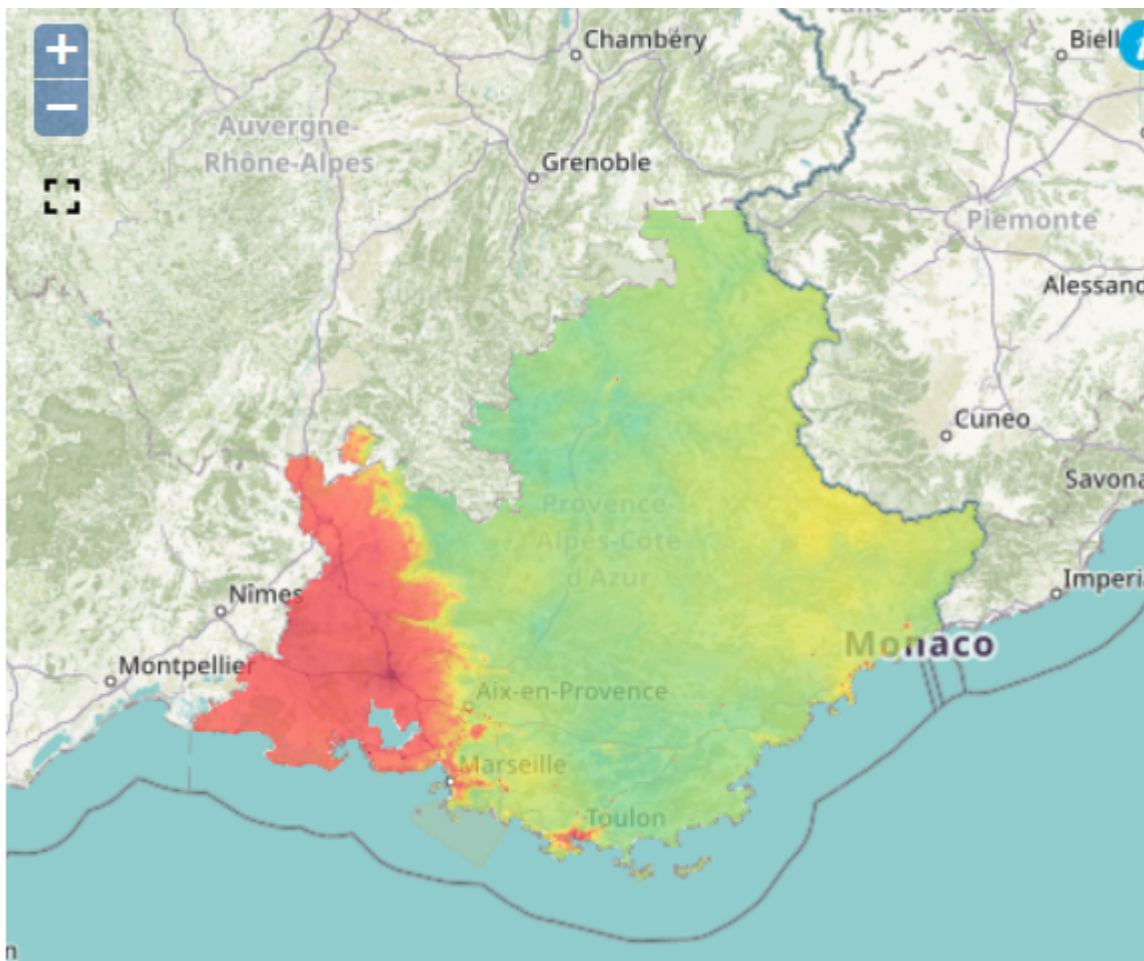 +
Chambéry
Biell
i
−
Auvergne-
Rhône-Alpes
Grenoble
Piemonte
Alessand
Cuneo
Savona
Provence-
Alpes-Côte
d'Azur
Nîmes
Imperia
Monaco
Montpellier
Aix-en-Provence
Marseille
Toulon
n